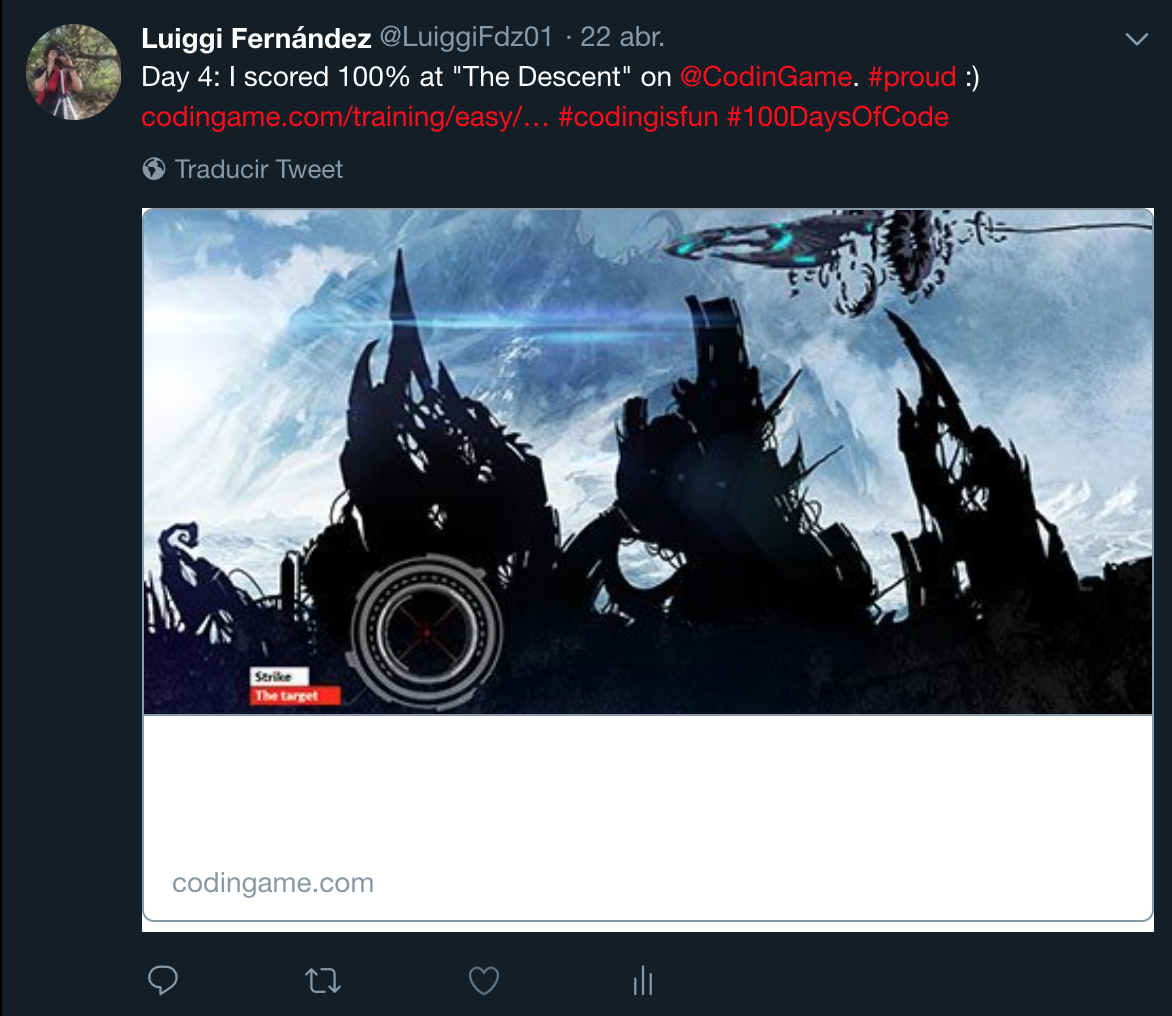 Luiggi Fernández @LuiggiFdz01 · 22 abr.
Day 4: I scored 100% at "The Descent" on @CodinGame. #proud :)
codingame.com/training/easy/… #codingisfun #100DaysOfCode
Traducir Tweet
Strike
The target
codingame.com